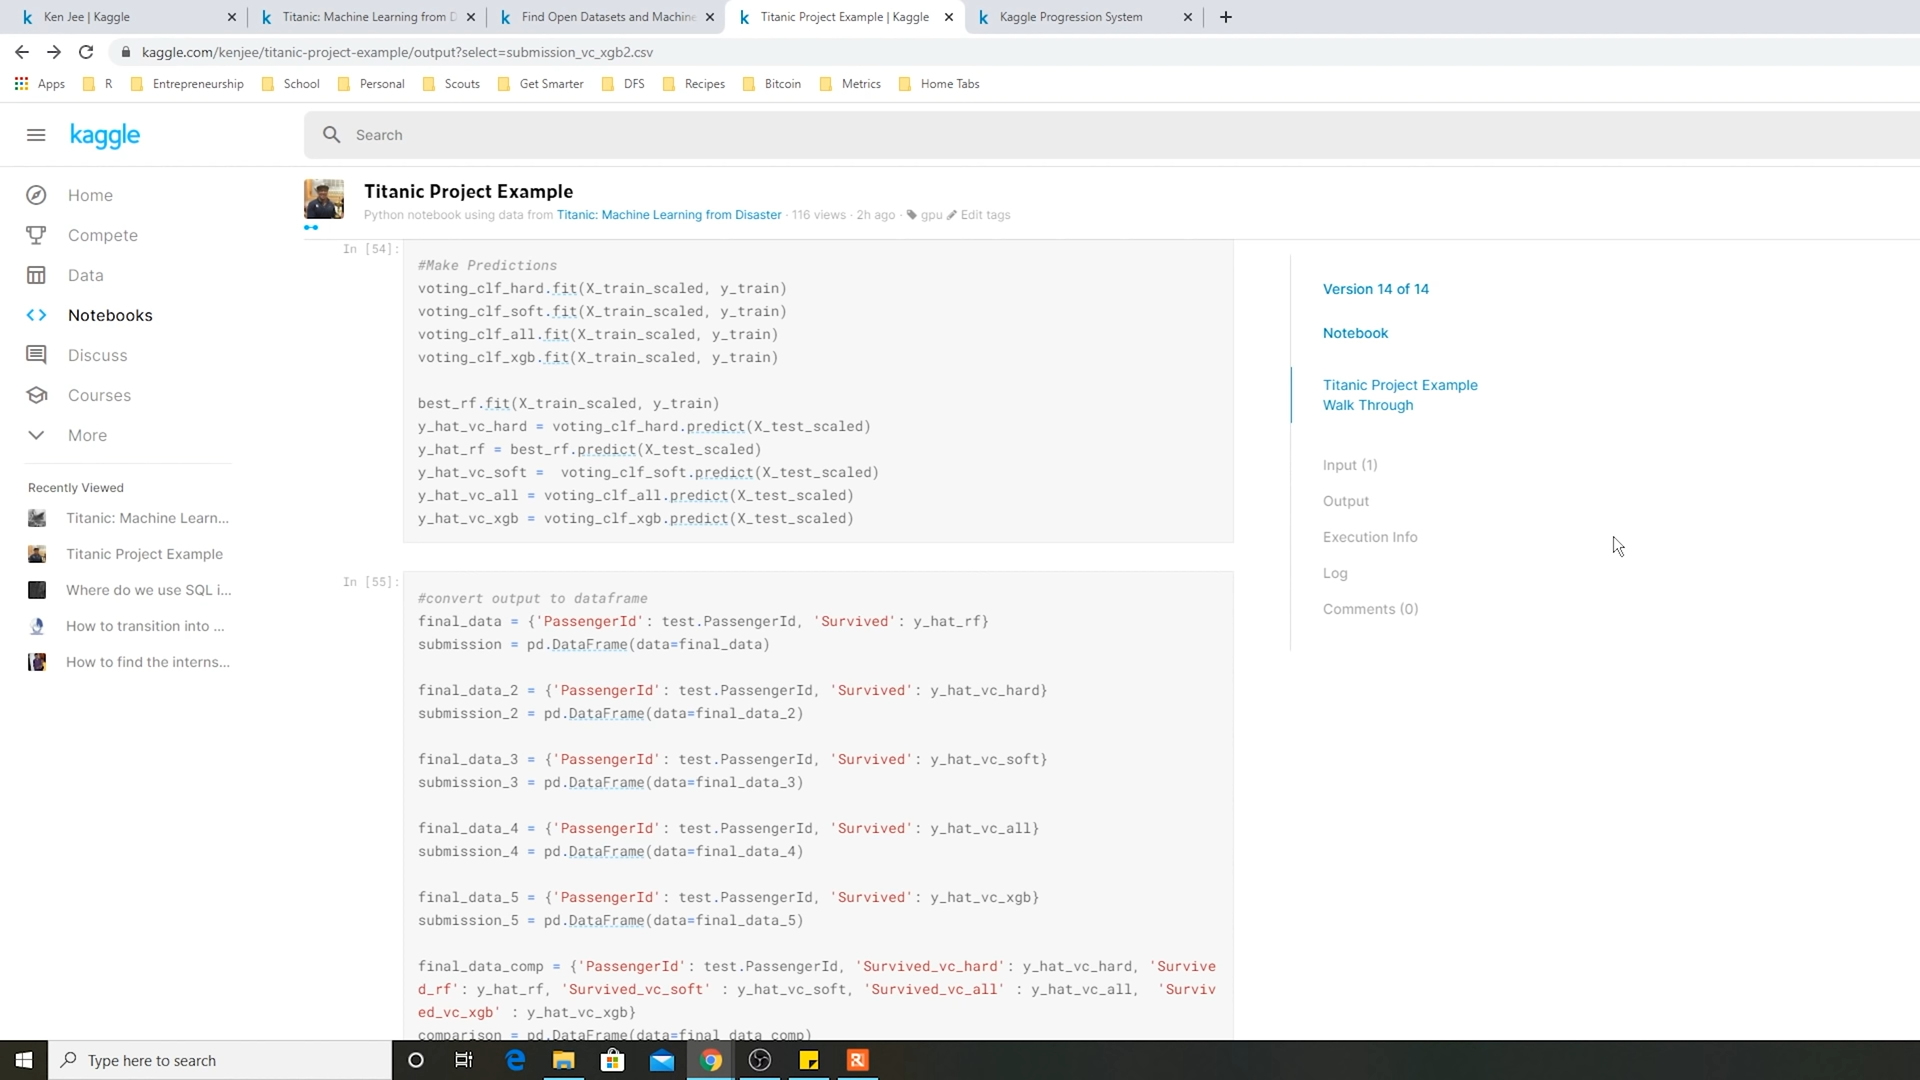 Ken Jee | Kaggle
Titanic: Machine Learning from D
Find Open Datasets and Machine
Titanic Project Example | Kaggle
Kaggle Progression System
kaggle.com/kenjee/titanic-project-example/output?select=submission_vc_xgb2.csv
Apps R Entrepreneurship School Personal Scouts Get Smarter DFS Recipes Bitcoin Metrics Home Tabs
kaggle
Search
Home
Compete
Data
Notebooks
Discuss
Courses
More
Recently Viewed
Titanic: Machine Learn...
Titanic Project Example
Where do we use SQL i...
How to transition into ...
How to find the interns...
Titanic Project Example
Python notebook using data from Titanic: Machine Learning from Disaster · 116 views · 2h ago · gpu Edit tags
In [54]:
#Make Predictions
voting_clf_hard.fit(X_train_scaled, y_train)
voting_clf_soft.fit(X_train_scaled, y_train)
voting_clf_all.fit(X_train_scaled, y_train)
voting_clf_xgb.fit(X_train_scaled, y_train)
best_rf.fit(X_train_scaled, y_train)
y_hat_vc_hard = voting_clf_hard.predict(X_test_scaled)
y_hat_rf = best_rf.predict(X_test_scaled)
y_hat_vc_soft =  voting_clf_soft.predict(X_test_scaled)
y_hat_vc_all = voting_clf_all.predict(X_test_scaled)
y_hat_vc_xgb = voting_clf_xgb.predict(X_test_scaled)
In [55]:
#convert output to dataframe
final_data = {'PassengerId': test.PassengerId, 'Survived': y_hat_rf}
submission = pd.DataFrame(data=final_data)
final_data_2 = {'PassengerId': test.PassengerId, 'Survived': y_hat_vc_hard}
submission_2 = pd.DataFrame(data=final_data_2)
final_data_3 = {'PassengerId': test.PassengerId, 'Survived': y_hat_vc_soft}
submission_3 = pd.DataFrame(data=final_data_3)
final_data_4 = {'PassengerId': test.PassengerId, 'Survived': y_hat_vc_all}
submission_4 = pd.DataFrame(data=final_data_4)
final_data_5 = {'PassengerId': test.PassengerId, 'Survived': y_hat_vc_xgb}
submission_5 = pd.DataFrame(data=final_data_5)
final_data_comp = {'PassengerId': test.PassengerId, 'Survived_vc_hard': y_hat_vc_hard, 'Survive
d_rf': y_hat_rf, 'Survived_vc_soft' : y_hat_vc_soft, 'Survived_vc_all' : y_hat_vc_all,  'Surviv
ed_vc_xgb' : y_hat_vc_xgb}
comparison = pd.DataFrame(data=final_data_comp)
Version 14 of 14
Notebook
Titanic Project Example
Walk Through
Input (1)
Output
Execution Info
Log
Comments (0)
Type here to search